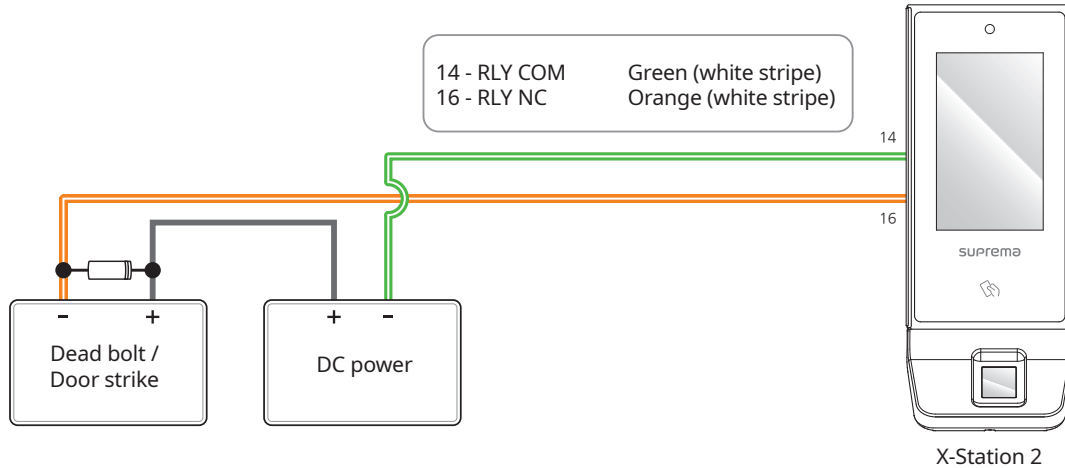 14 - RLY COM Green (white stripe)
16 - RLY NC Orange (white stripe)
14
16
suprema
- +
Dead bolt /
Door strike
+ -
DC power
X-Station 2